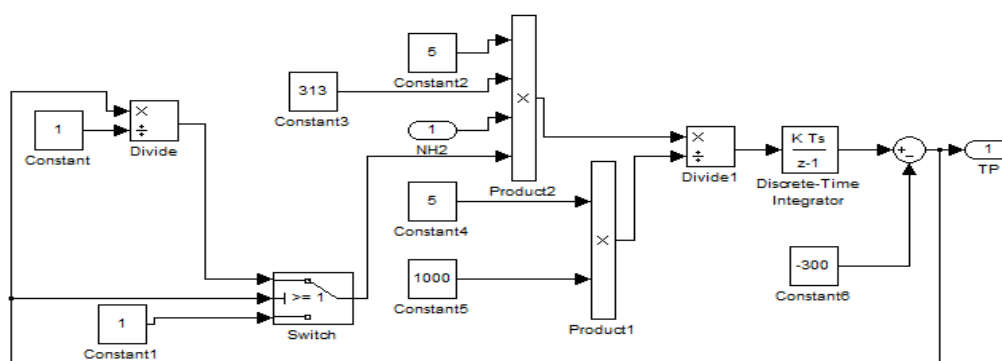 5
Constant2
313
Constant3
1
Constant
×
÷
Divide
1
NH2
×
Product2
×
÷
Divide1
K Ts
z-1
Discrete-Time
Integrator
+
−
1
TP
5
Constant4
×
Product1
1000
Constant5
-300
Constant6
>= 1
Switch
1
Constant1